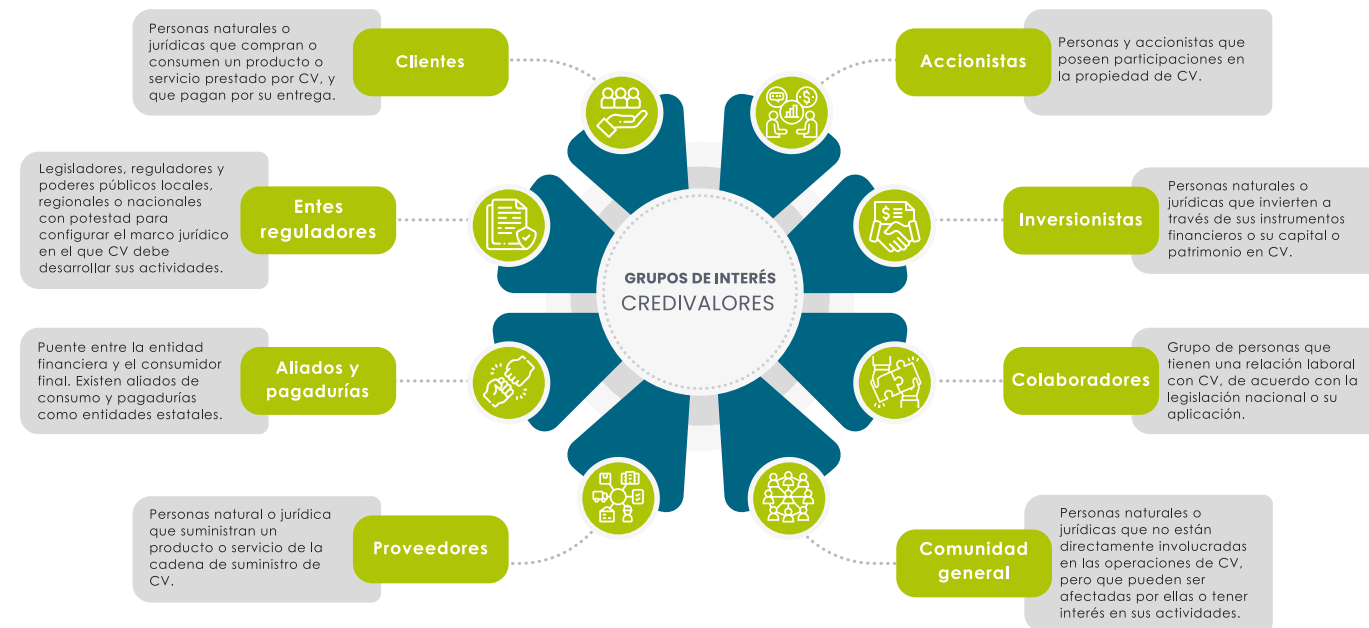 Personas naturales o
jurídicas que compran o
consumen un producto o
servicio prestado por CV, y
que pagan por su entrega.
Clientes
Accionistas
Personas y accionistas que
poseen participaciones en
la propiedad de CV.
Legisladores, reguladores y
poderes públicos locales,
regionales o nacionales
con potestad para
configurar el marco jurídico
en el que CV debe
desarrollar sus actividades.
Entes
reguladores
Inversionistas
Personas naturales o
jurídicas que invierten a
través de sus instrumentos
financieros o su capital o
patrimonio en CV.
GRUPOS DE INTERÉS
CREDIVALORES
Puente entre la entidad
financiera y el consumidor
final. Existen aliados de
consumo y pagadurías
como entidades estatales.
Aliados y
pagadurías
Colaboradores
Grupo de personas que
tienen una relación laboral
con CV, de acuerdo con la
legislación nacional o su
aplicación.
Personas natural o jurídica
que suministran un
producto o servicio de la
cadena de suministro de
CV.
Proveedores
Comunidad
general
Personas naturales o
jurídicas que no están
directamente involucradas
en las operaciones de CV,
pero que pueden ser
afectadas por ellas o tener
interés en sus actividades.